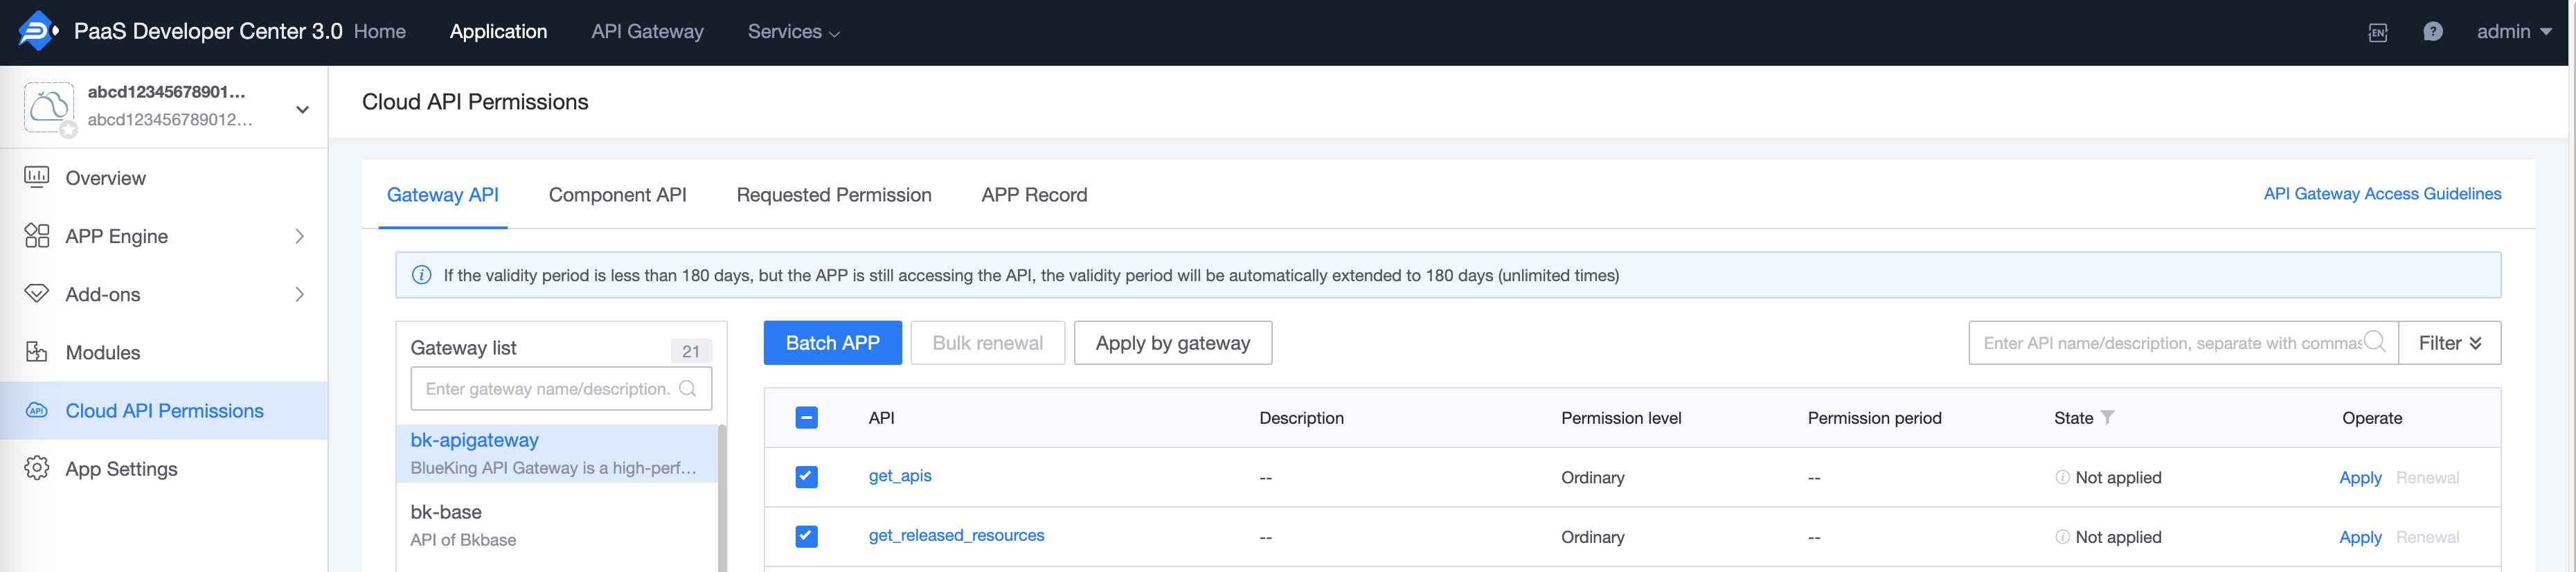 PaaS Developer Center 3.0 Home Application API Gateway Services EN ? admin
abcd12345678901...
abcd123456789012...
Overview
APP Engine
Add-ons
Modules
API Cloud API Permissions
App Settings
Cloud API Permissions
Gateway API Component API Requested Permission APP Record API Gateway Access Guidelines
If the validity period is less than 180 days, but the APP is still accessing the API, the validity period will be automatically extended to 180 days (unlimited times)
Gateway list 21
Enter gateway name/description.
bk-apigateway
BlueKing API Gateway is a high-perf...
bk-base
API of Bkbase
Batch APP Bulk renewal Apply by gateway Enter API name/description, separate with commas Filter
API Description Permission level Permission period State Operate
get_apis -- Ordinary -- Not applied Apply Renewal
get_released_resources -- Ordinary -- Not applied Apply Renewal